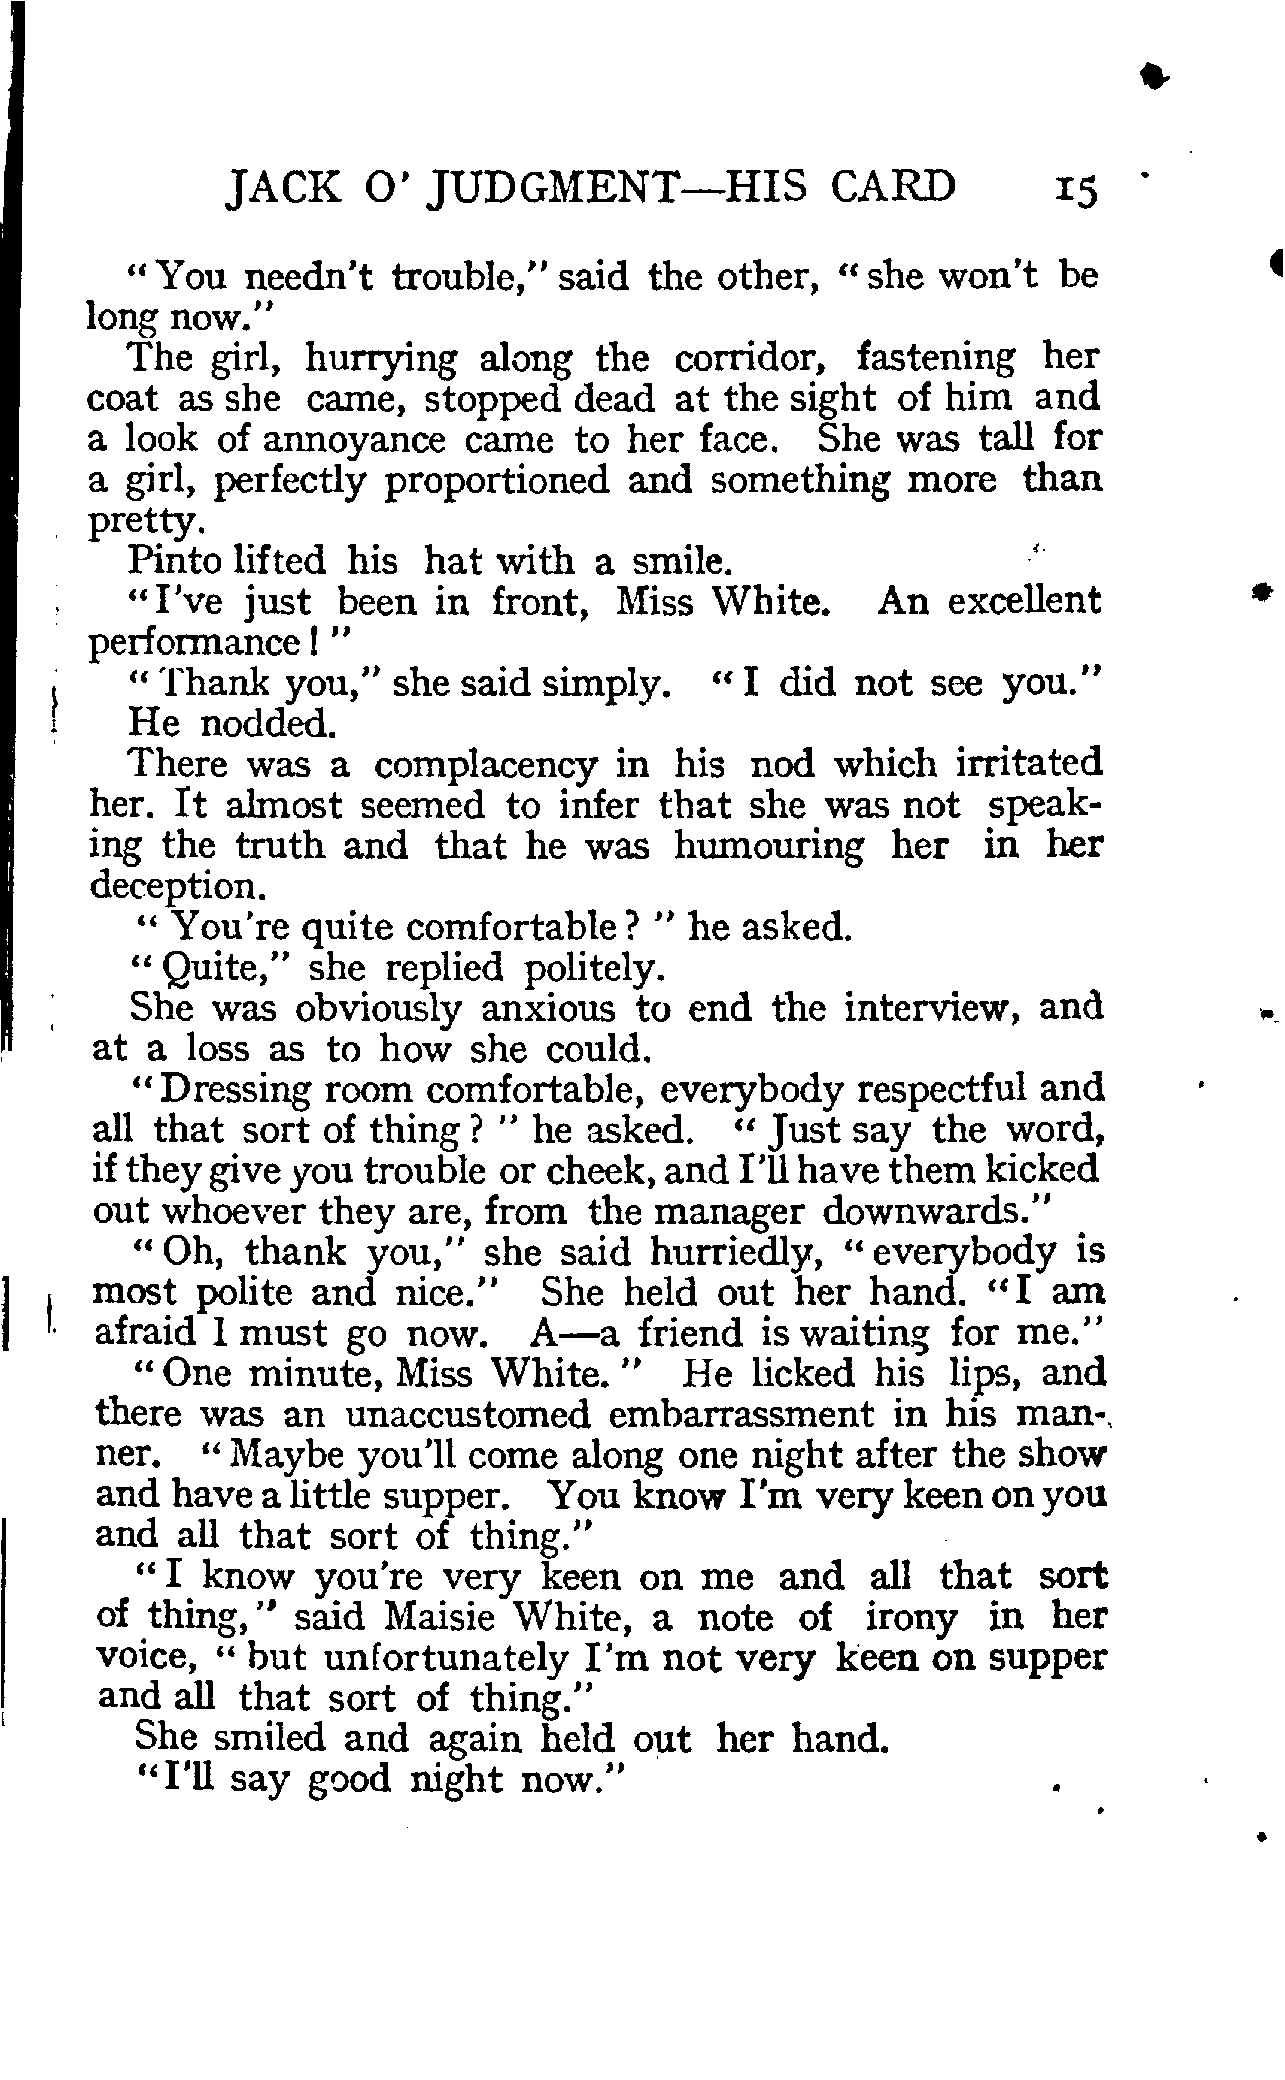 JACK O' JUDGMENT—HIS CARD 15
"You needn't trouble," said the other, "she won't be
long now."
The girl, hurrying along the corridor, fastening her
coat as she came, stopped dead at the sight of him and
a look of annoyance came to her face. She was tall for
a girl, perfectly proportioned and something more than
pretty.
Pinto lifted his hat with a smile.
"I've just been in front, Miss White. An excellent
performance!"
"Thank you," she said simply. "I did not see you."
He nodded.
There was a complacency in his nod which irritated
her. It almost seemed to infer that she was not speak-
ing the truth and that he was humouring her in her
deception.
"You're quite comfortable?" he asked.
"Quite," she replied politely.
She was obviously anxious to end the interview, and
at a loss as to how she could.
"Dressing room comfortable, everybody respectful and
all that sort of thing?" he asked. "Just say the word,
if they give you trouble or cheek, and I'll have them kicked
out whoever they are, from the manager downwards."
"Oh, thank you," she said hurriedly, "everybody is
most polite and nice." She held out her hand. "I am
afraid I must go now. A—a friend is waiting for me."
"One minute, Miss White." He licked his lips, and
there was an unaccustomed embarrassment in his man-
ner. "Maybe you'll come along one night after the show
and have a little supper. You know I'm very keen on you
and all that sort of thing."
"I know you're very keen on me and all that sort
of thing," said Maisie White, a note of irony in her
voice, "but unfortunately I'm not very keen on supper
and all that sort of thing."
She smiled and again held out her hand.
"I'll say good night now."